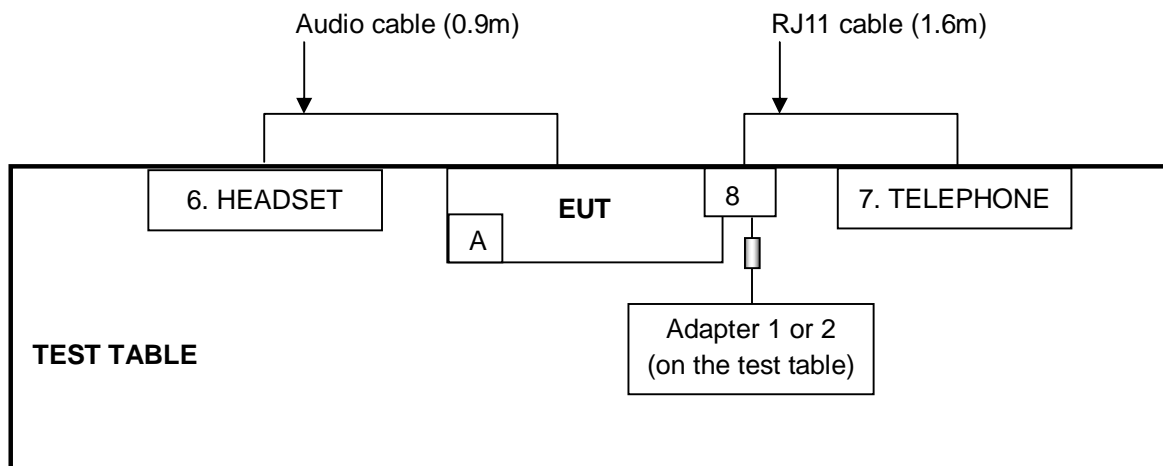 Audio cable (0.9m)
RJ11 cable (1.6m)
6. HEADSET
EUT
8
7. TELEPHONE
A
Adapter 1 or 2
(on the test table)
TEST TABLE